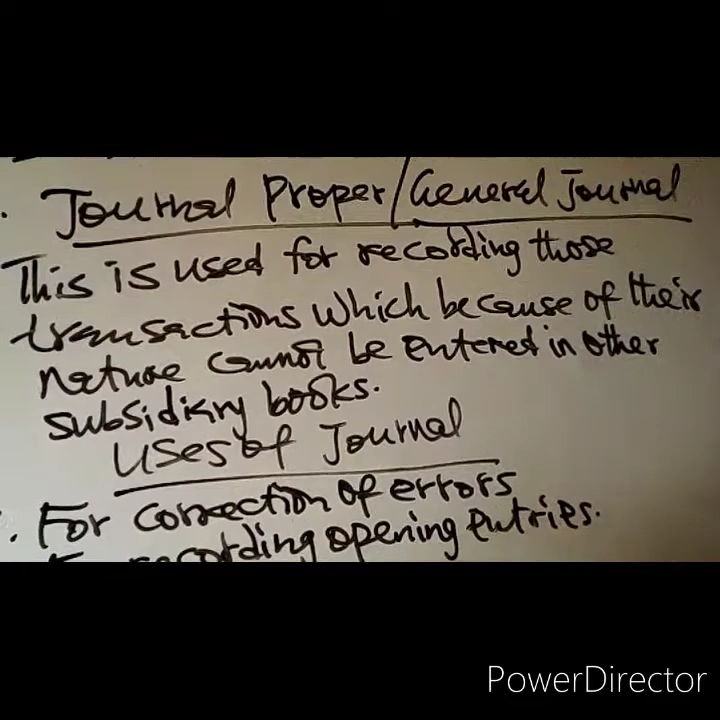 . Journal Proper/General Journal
This is used for recording those
transactions which because of their
nature cannot be entered in other
subsidiary books.
Uses of Journal
. For correction of errors
recording opening entries.
PowerDirector